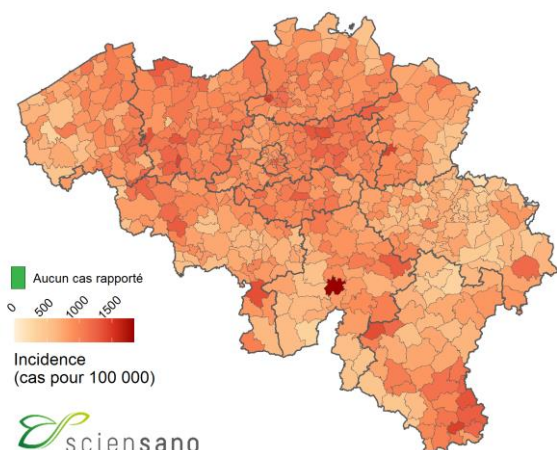 Aucun cas rapporté
0 500 1000 1500
Incidence
(cas pour 100 000)
sciensano